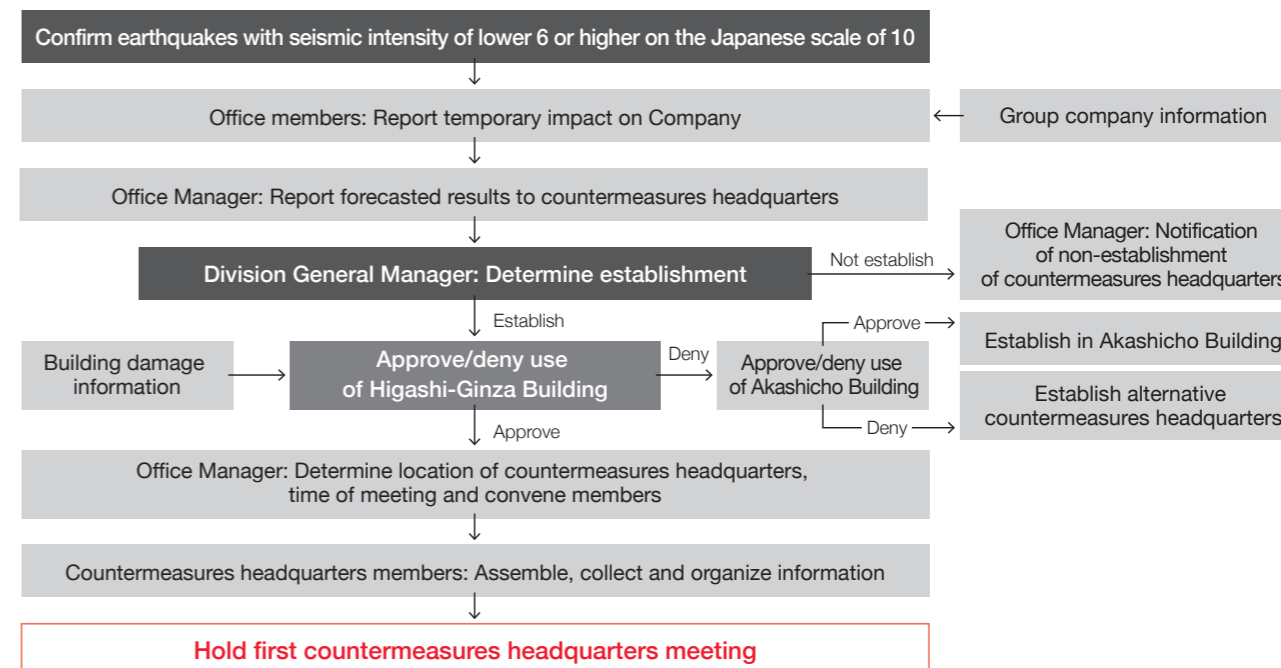 Confirm earthquakes with seismic intensity of lower 6 or higher on the Japanese scale of 10
Office members: Report temporary impact on Company
Group company information
Office Manager: Report forecasted results to countermeasures headquarters
Office Manager: Notification
of non-establishment
of countermeasures headquarters
Division General Manager: Determine establishment
Not establish
Establish
Building damage
information
Approve/deny use
of Higashi-Ginza Building
Deny
Approve/deny use
of Akashicho Building
Approve
Establish in Akashicho Building
Deny
Establish alternative
countermeasures headquarters
Approve
Office Manager: Determine location of countermeasures headquarters,
time of meeting and convene members
Countermeasures headquarters members: Assemble, collect and organize information
Hold first countermeasures headquarters meeting